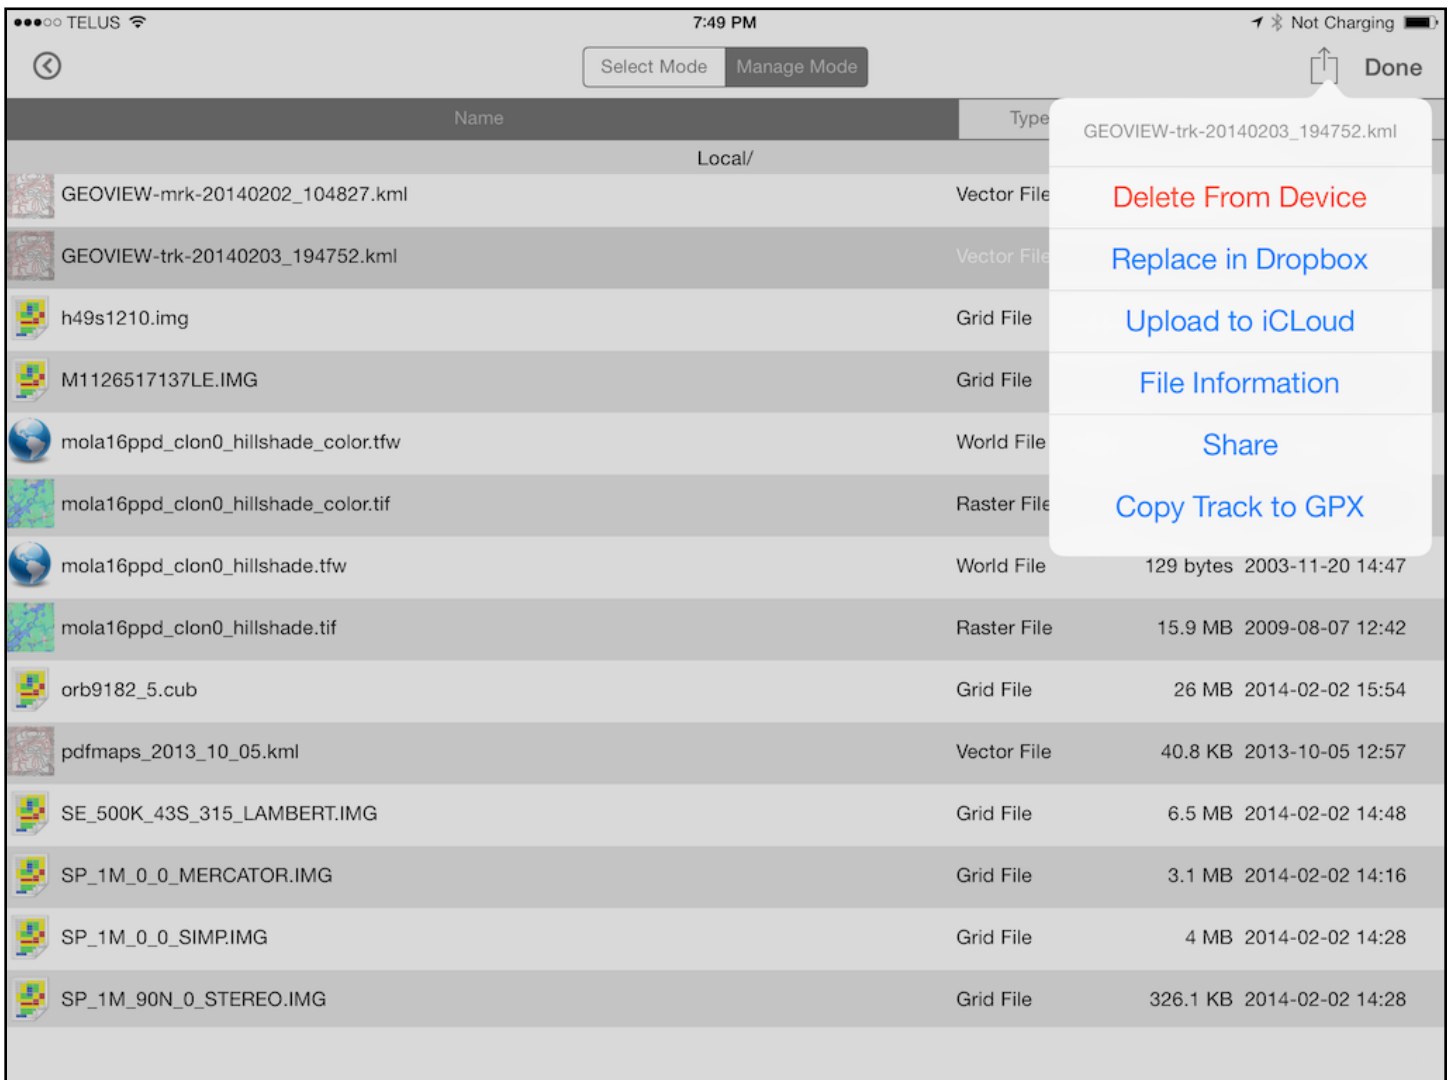 TELUS 7:49 PM Not Charging
Select Mode Manage Mode Done
Name Type
Local/
GEOVIEW-trk-20140203_194752.kml
Delete From Device
Replace in Dropbox
Upload to iCLoud
File Information
Share
Copy Track to GPX
GEOVIEW-mrk-20140202_104827.kml Vector File
GEOVIEW-trk-20140203_194752.kml Vector File
h49s1210.img Grid File
M1126517137LE.IMG Grid File
mola16ppd_clon0_hillshade_color.tfw World File
mola16ppd_clon0_hillshade_color.tif Raster File
mola16ppd_clon0_hillshade.tfw World File 129 bytes 2003-11-20 14:47
mola16ppd_clon0_hillshade.tif Raster File 15.9 MB 2009-08-07 12:42
orb9182_5.cub Grid File 26 MB 2014-02-02 15:54
pdfmaps_2013_10_05.kml Vector File 40.8 KB 2013-10-05 12:57
SE_500K_43S_315_LAMBERT.IMG Grid File 6.5 MB 2014-02-02 14:48
SP_1M_0_0_MERCATOR.IMG Grid File 3.1 MB 2014-02-02 14:16
SP_1M_0_0_SIMP.IMG Grid File 4 MB 2014-02-02 14:28
SP_1M_90N_0_STEREO.IMG Grid File 326.1 KB 2014-02-02 14:28